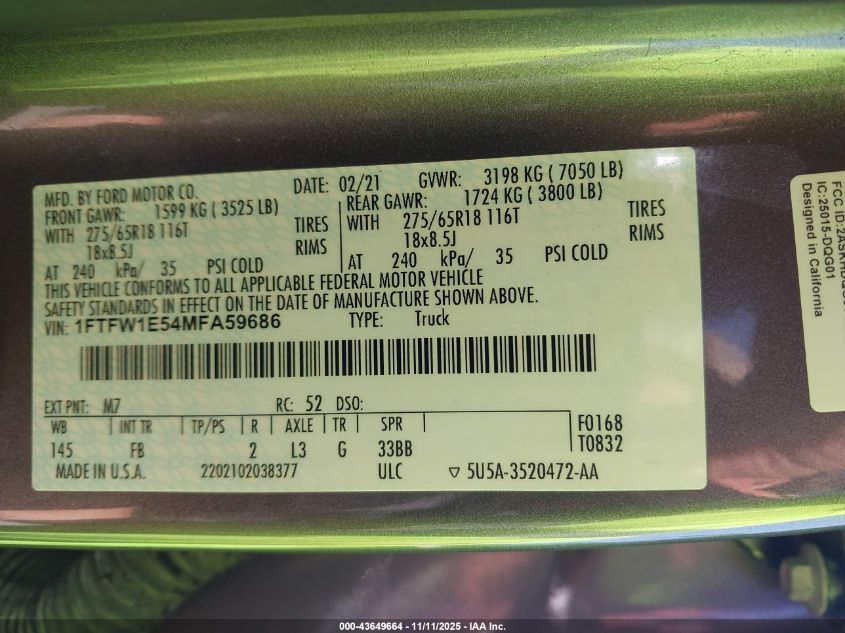 MFD. BY FORD MOTOR CO. DATE: 02/21 GVWR: 3198 KG ( 7050 LB)
FRONT GAWR: 1599 KG ( 3525 LB) REAR GAWR: 1724 KG ( 3800 LB)
WITH 275/65R18 116T TIRES WITH 275/65R18 116T TIRES
18x8.5J RIMS 18x8.5J RIMS
AT 240 kPa/ 35 PSI COLD AT 240 kPa/ 35 PSI COLD
THIS VEHICLE CONFORMS TO ALL APPLICABLE FEDERAL MOTOR VEHICLE
SAFETY STANDARDS IN EFFECT ON THE DATE OF MANUFACTURE SHOWN ABOVE.
VIN: 1FTFW1E54MFA59686 TYPE: Truck
EXT PNT: M7 RC: 52 DSO:
WB INT TR TP/PS R AXLE TR SPR F0168
145 FB 2 L3 G 33BB T0832
MADE IN U.S.A. 2202102038377 ULC ▽ 5U5A-3520472-AA
FCC ID:
IC:25015-DQG01
Designed in California
000-43649664 - 11/11/2025 - IAA Inc.